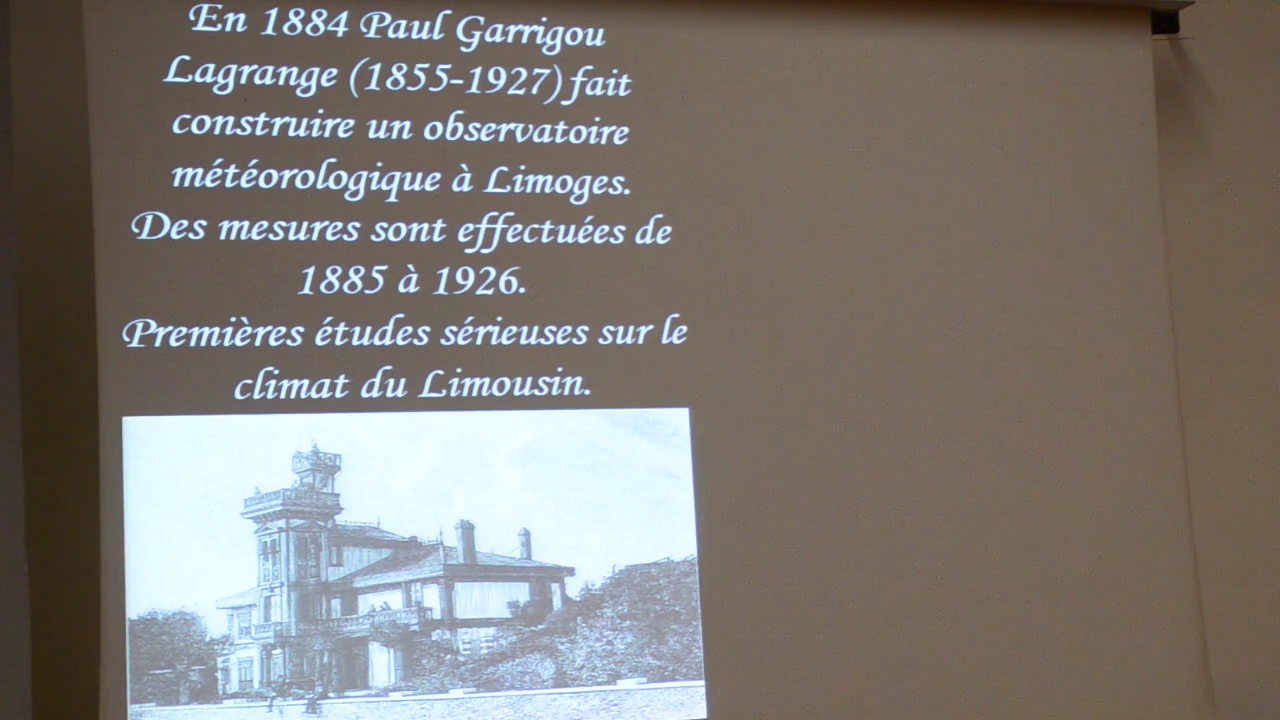 En 1884 Paul Garrigou
Lagrange (1855-1927) fait
construire un observatoire
météorologique à Limoges.
Des mesures sont effectuées de
1885 à 1926.
Premières études sérieuses sur le
climat du Limousin.